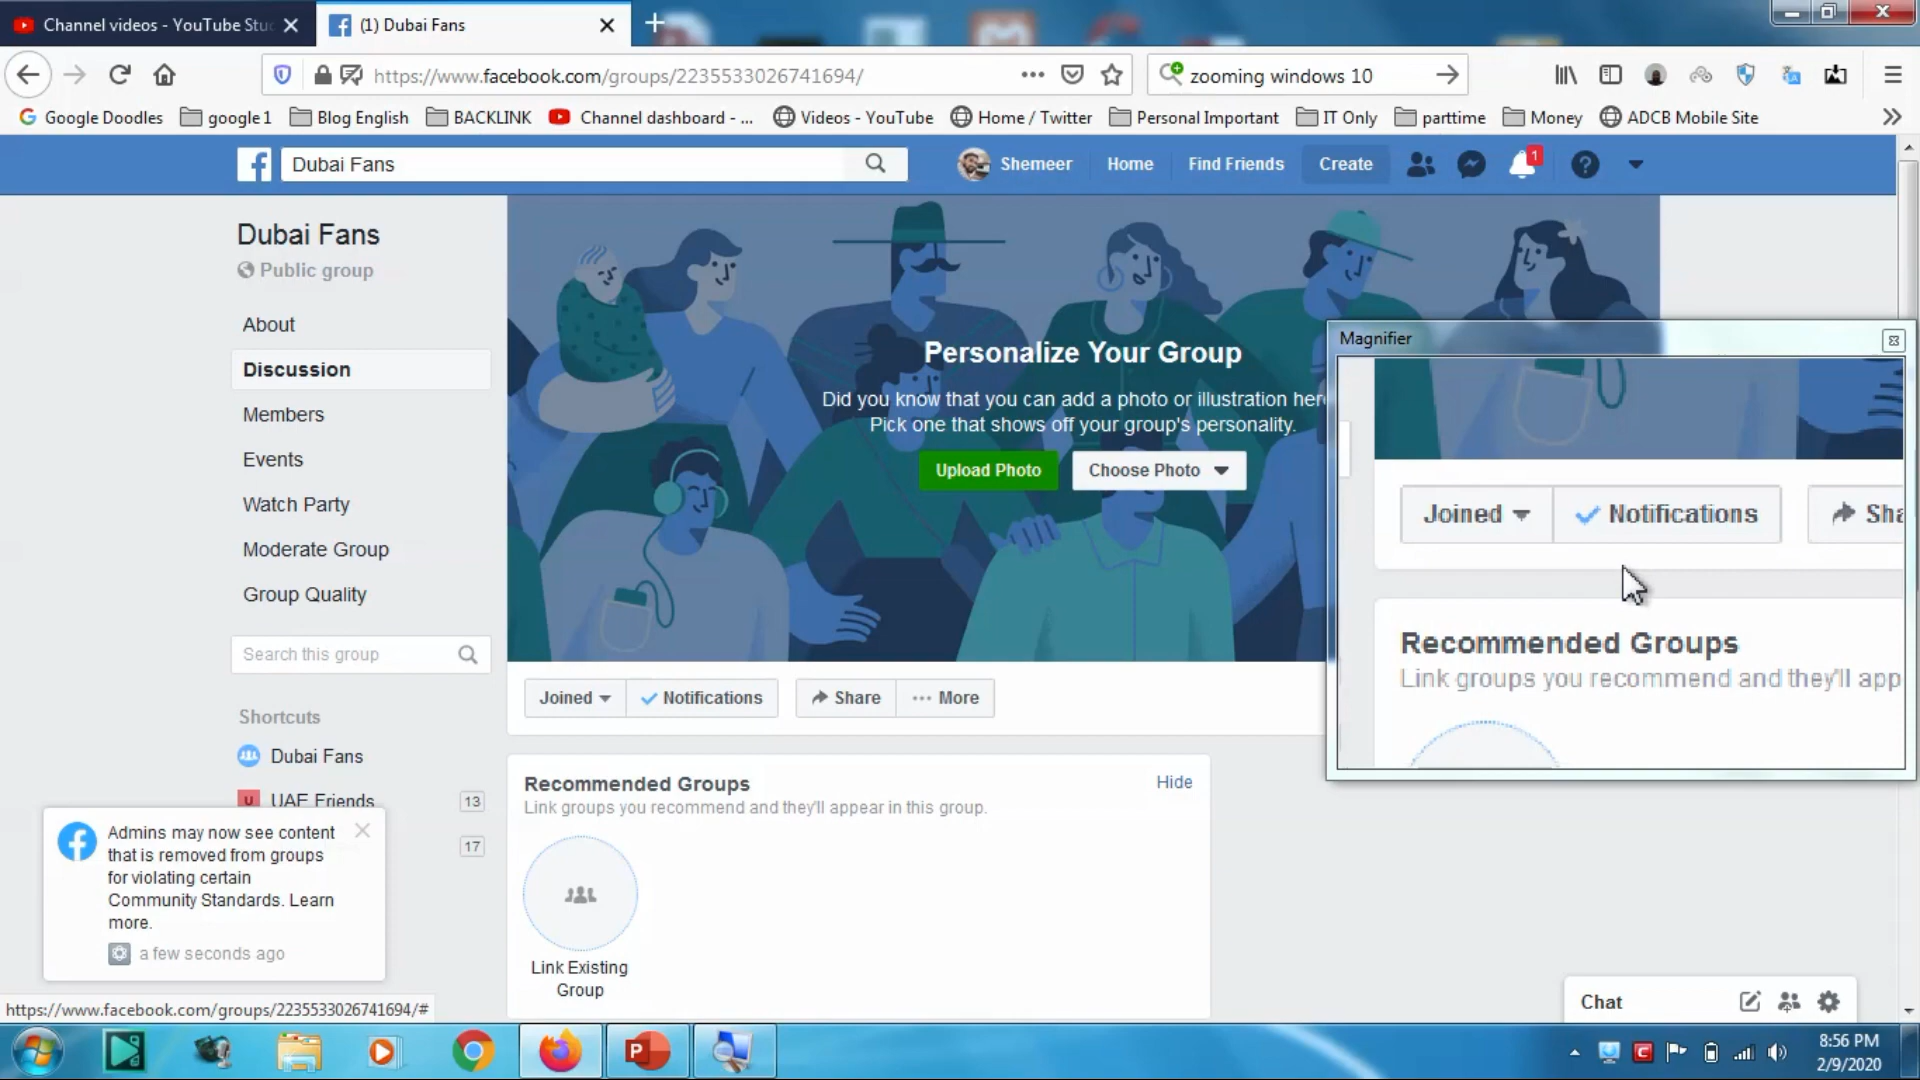 Channel videos - YouTube Stu
(1) Dubai Fans
https://www.facebook.com/groups/2235533026741694/
zooming windows 10
Google Doodles
google 1
Blog English
BACKLINK
Channel dashboard - ...
Videos - YouTube
Home / Twitter
Personal Important
IT Only
parttime
Money
ADCB Mobile Site
Dubai Fans
Shemeer
Home
Find Friends
Create
1
Dubai Fans
Public group
About
Discussion
Members
Events
Watch Party
Moderate Group
Group Quality
Search this group
Shortcuts
Dubai Fans
U UAE Friends 13
17
Personalize Your Group
Did you know that you can add a photo or illustration here
Pick one that shows off your group's personality.
Upload Photo
Choose Photo
Joined
Notifications
Share
More
Recommended Groups
Hide
Link groups you recommend and they'll appear in this group.
Link Existing
Group
Magnifier
Joined
Notifications
Sha
Recommended Groups
Link groups you recommend and they'll app
Admins may now see content
that is removed from groups
for violating certain
Community Standards. Learn
more.
a few seconds ago
https://www.facebook.com/groups/2235533026741694/#
Chat
8:56 PM
2/9/2020